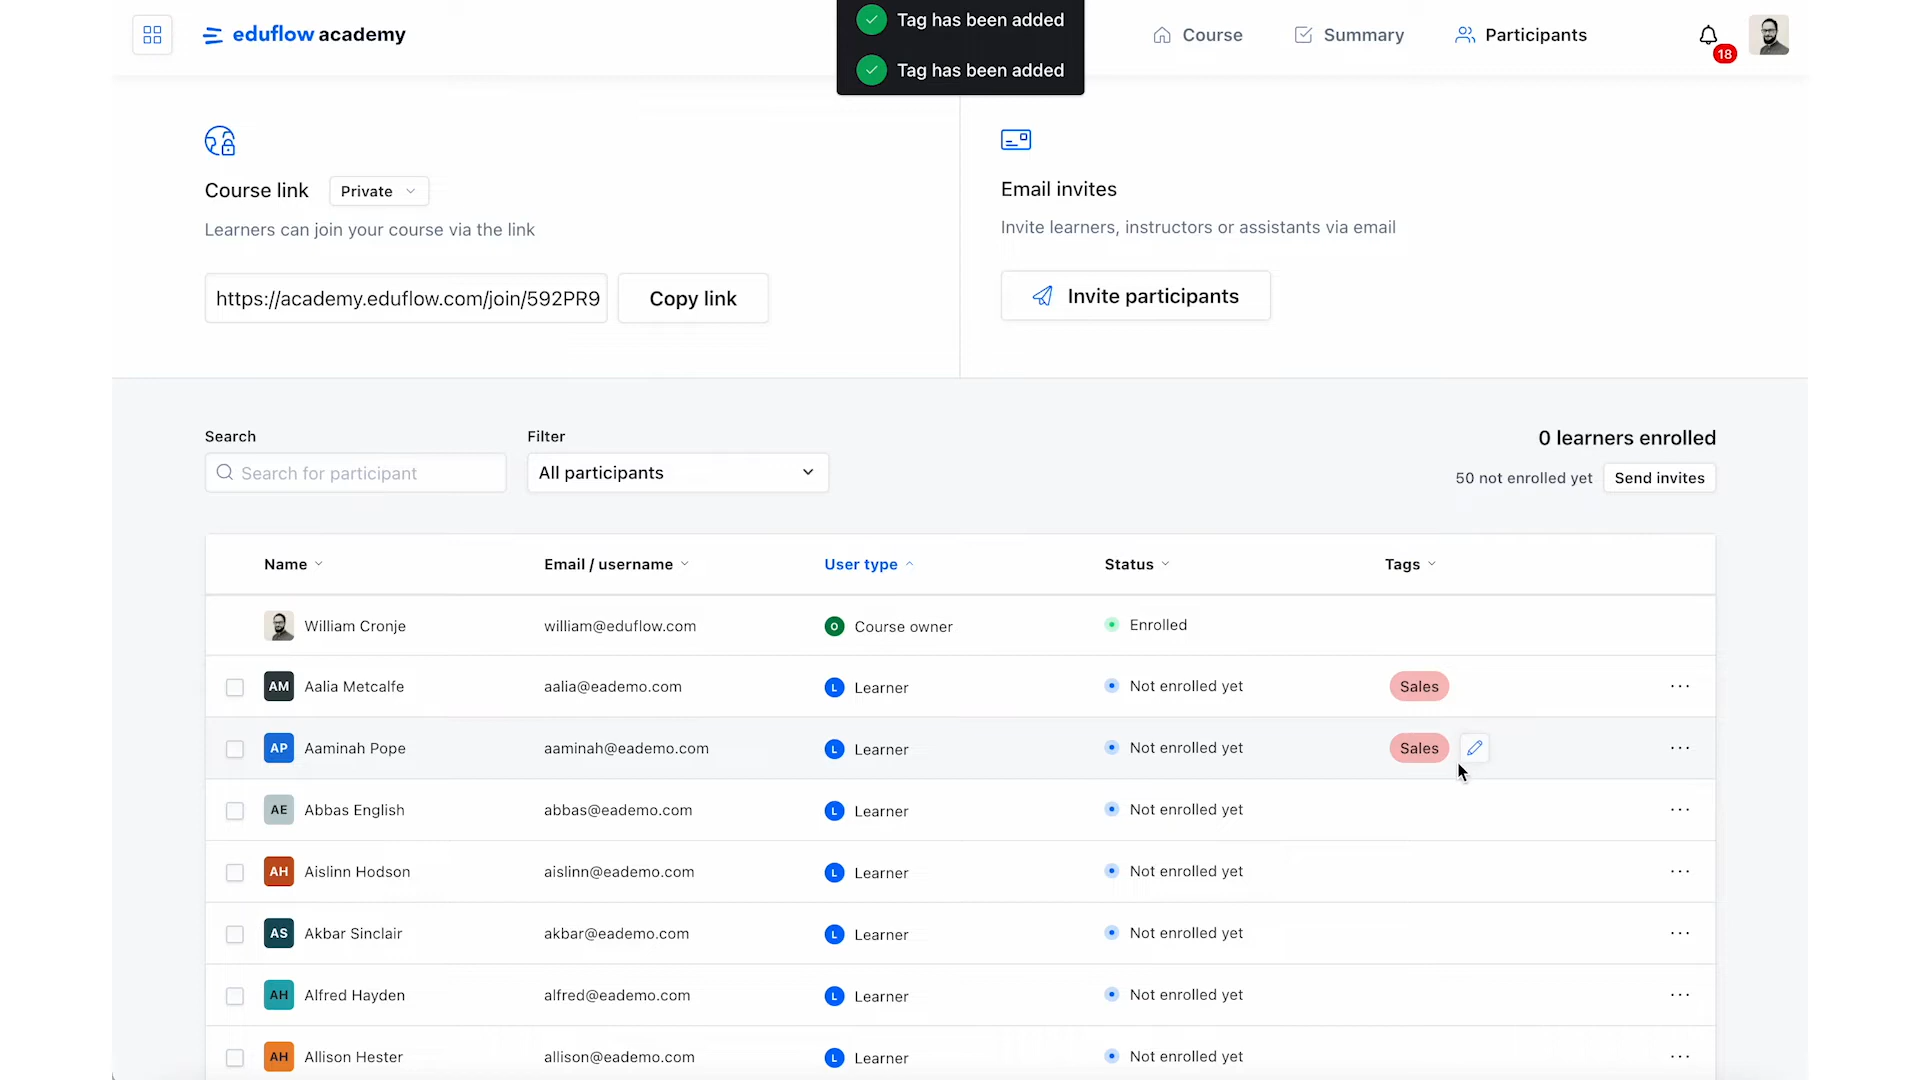 eduflow academy
Tag has been added
Tag has been added
Course
Summary
Participants
18
Course link
Private
Learners can join your course via the link
https://academy.eduflow.com/join/592PR9
Copy link
Email invites
Invite learners, instructors or assistants via email
Invite participants
Search
Search for participant
Filter
All participants
0 learners enrolled
50 not enrolled yet
Send invites
Name Email / username User type Status Tags
William Cronje william@eduflow.com O Course owner Enrolled
AM Aalia Metcalfe aalia@eademo.com L Learner Not enrolled yet Sales ...
AP Aaminah Pope aaminah@eademo.com L Learner Not enrolled yet Sales ...
AE Abbas English abbas@eademo.com L Learner Not enrolled yet ...
AH Aislinn Hodson aislinn@eademo.com L Learner Not enrolled yet ...
AS Akbar Sinclair akbar@eademo.com L Learner Not enrolled yet ...
AH Alfred Hayden alfred@eademo.com L Learner Not enrolled yet ...
AH Allison Hester allison@eademo.com L Learner Not enrolled yet ...